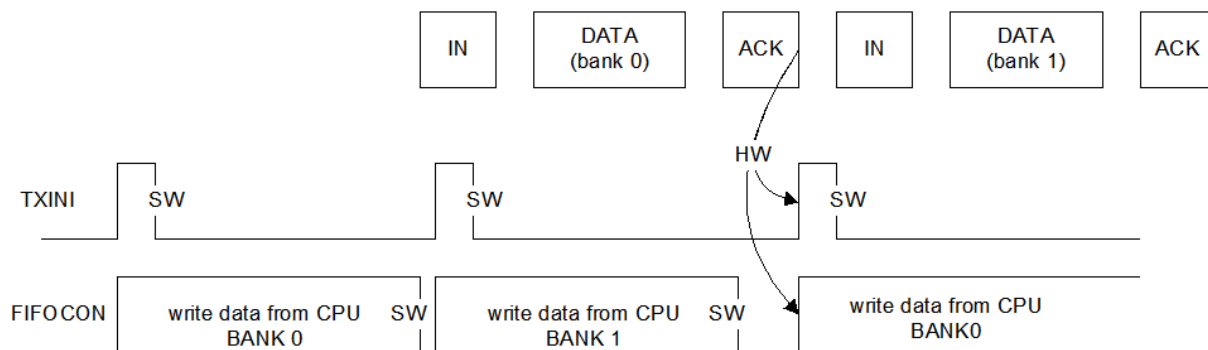 IN
DATA
(bank 0)
ACK
IN
DATA
(bank 1)
ACK
HW
TXINI
SW
SW
SW
FIFOCON
write data from CPU
BANK 0
SW
write data from CPU
BANK 1
SW
write data from CPU
BANK0